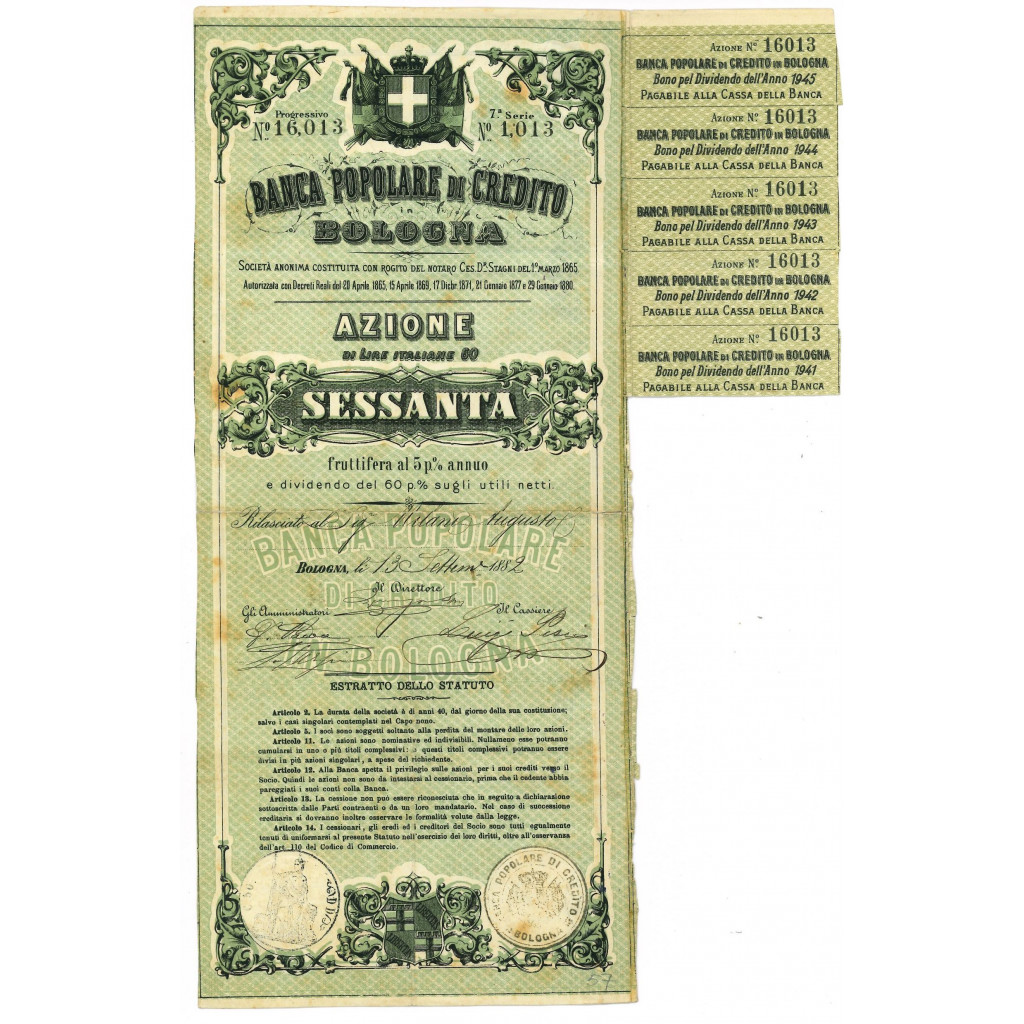 Progressivo
No. 16,013
7.a Serie
No. 1,013
BANCA POPOLARE DI CREDITO
in
BOLOGNA
SOCIETÀ ANONIMA COSTITUITA CON ROGITO DEL NOTARO CES. Dr. STAGNI DEL 1o MARZO 1865
Autorizzata con Decreti Reali del 20 Aprile 1865, 15 Aprile 1869, 17 Dicbr. 1871, 21 Gennaio 1877 e 29 Gennaio 1880.
AZIONE
DI LIRE ITALIANE 60
SESSANTA
fruttifera al 5 p% annuo
e dividendo del 60 p.% sugli utili netti.
Rilasciato al Sig. Milani Augusto
BANCA POPOLARE
BOLOGNA, li 13 Settem. 1882
DI CREDITO
Il Direttore
Gli Amministratori
Il Cassiere
Luigi
IN BOLOGNA
ESTRATTO DELLO STATUTO
Articolo 2. La durata della società è di anni 40, dal giorno della sua costituzione;
salvo i casi singolari contemplati nel Capo nono.
Articolo 5. I soci sono soggetti soltanto alla perdita del montare delle loro azioni.
Articolo 11. Le azioni sono nominative ed indivisibili. Nullameno esse potranno
cumularsi in uno o più titoli complessivi: o questi titoli complessivi potranno essere
divisi in più azioni singolari, a spese del richiedente.
Articolo 12. Alla Banca spetta il privilegio sulle azioni per i suoi crediti verso il
Socio. Quindi le azioni non sono da intestarsi al cessionario, prima che il cedente abbia
pareggiati i suoi conti colla Banca.
Articolo 13. La cessione non può essere riconosciuta che in seguito a dichiarazione
sottoscritta dalle Parti contraenti o da un loro mandatario. Nel caso di successione
ereditaria si dovranno inoltre osservare le formalità volute dalla legge.
Articolo 14. I cessionari, gli eredi ed i creditori del Socio sono tutti egualmente
tenuti di uniformarsi al presente Statuto nell'esercizio dei loro diritti, oltre all'osservanza
dell'art. 110 del Codice di Commercio.
BANCA POPOLARE DI CREDITO
BOLOGNA
LIBERTAS
57
AZIONE No. 16013
BANCA POPOLARE DI CREDITO IN BOLOGNA
Bono pel Dividendo dell'Anno 1945
PAGABILE ALLA CASSA DELLA BANCA
AZIONE No. 16013
BANCA POPOLARE DI CREDITO IN BOLOGNA
Bono pel Dividendo dell'Anno 1944
PAGABILE ALLA CASSA DELLA BANCA
AZIONE No. 16013
BANCA POPOLARE DI CREDITO IN BOLOGNA
Bono pel Dividendo dell'Anno 1943
PAGABILE ALLA CASSA DELLA BANCA
AZIONE No. 16013
BANCA POPOLARE DI CREDITO IN BOLOGNA
Bono pel Dividendo dell'Anno 1942
PAGABILE ALLA CASSA DELLA BANCA
AZIONE No. 16013
BANCA POPOLARE DI CREDITO IN BOLOGNA
Bono pel Dividendo dell'Anno 1941
PAGABILE ALLA CASSA DELLA BANCA